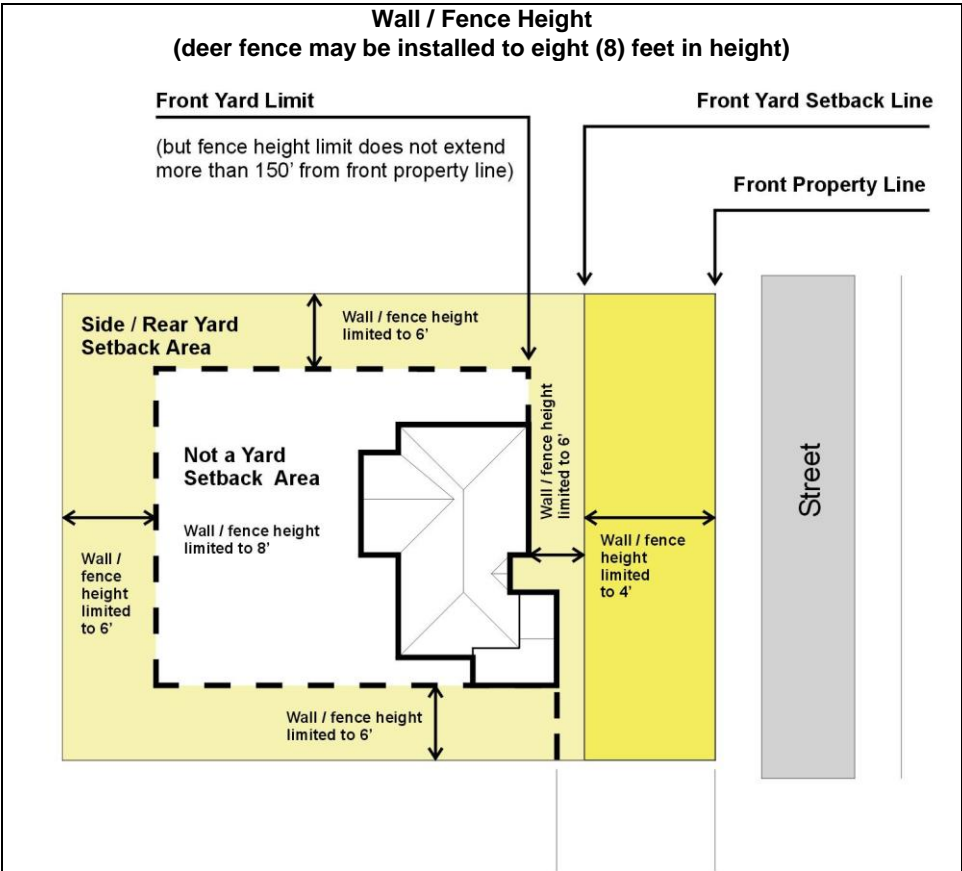 Wall / Fence Height
(deer fence may be installed to eight (8) feet in height)
Front Yard Limit
(but fence height limit does not extend
more than 150’ from front property line)
Front Yard Setback Line
Front Property Line
Side / Rear Yard
Setback Area
Wall / fence height
limited to 6’
Wall / fence height
limited to 6’
Not a Yard
Setback Area
Wall / fence height
limited to 8’
Wall /
fence
height
limited
to 6’
Wall / fence
height
limited
to 4’
Street
Wall / fence height
limited to 6’